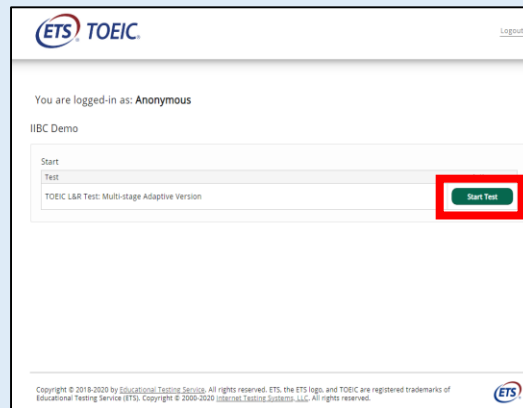 ETS® TOEIC®
Logout
You are logged-in as: Anonymous
IIBC Demo
Start
Test
TOEIC L&R Test: Multi-stage Adaptive Version
Start Test
Copyright © 2018-2020 by Educational Testing Service. All rights reserved. ETS, the ETS logo, and TOEIC are registered trademarks of
Educational Testing Service (ETS). Copyright © 2000-2020 Internet Testing Systems, LLC. All rights reserved.
ETS